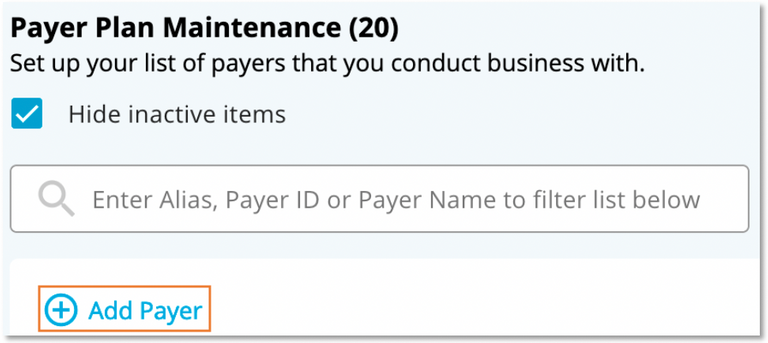 Payer Plan Maintenance (20)
Set up your list of payers that you conduct business with.
Hide inactive items
Enter Alias, Payer ID or Payer Name to filter list below
Add Payer